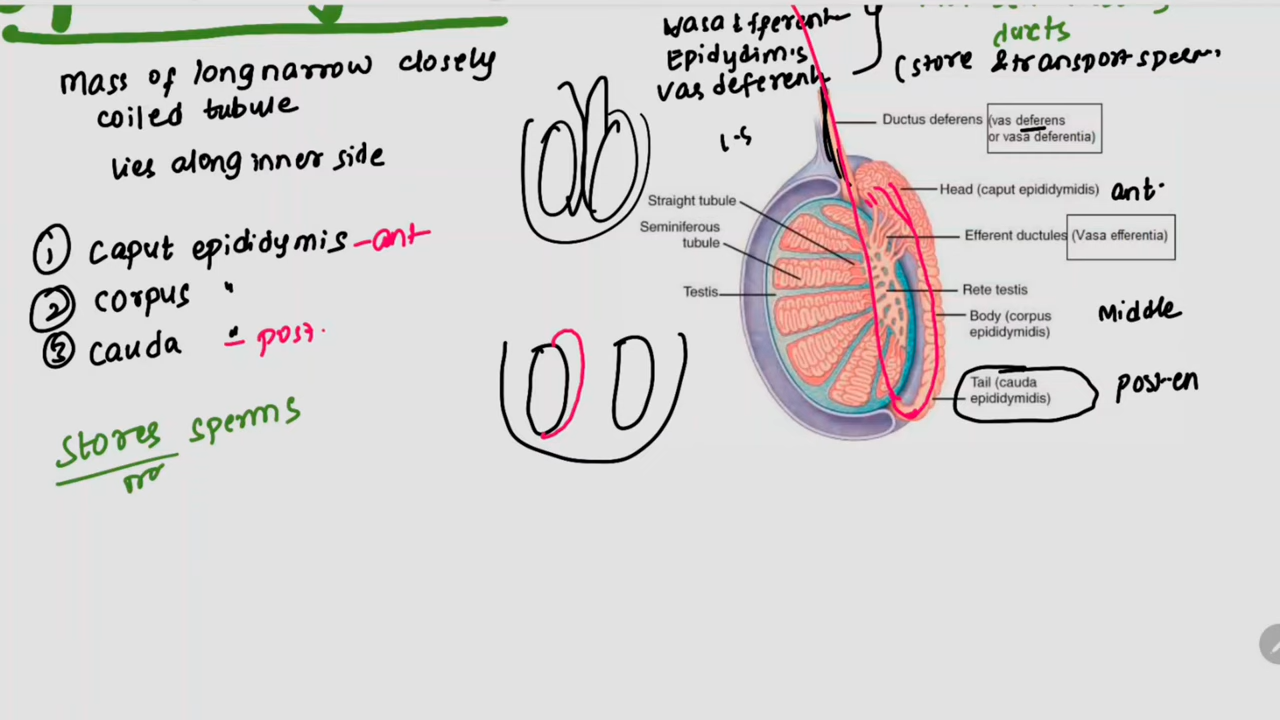 Mass of long narrow closely
coiled tubule
lies along inner side
① Caput epididymis - ant
② Corpus "
③ Cauda " - post.
Stores sperms
Vasa Efferent
Epidydimis
Vas deferent
ducts
(store & transport sperm.
Ductus deferens (vas deferens
or vasa deferentia)
Head (caput epididymidis) ant.
Straight tubule
Seminiferous
tubule
Efferent ductules (Vasa efferentia)
Testis
Rete testis
Body (corpus
epididymidis) Middle
Tail (cauda
epididymidis) post-en